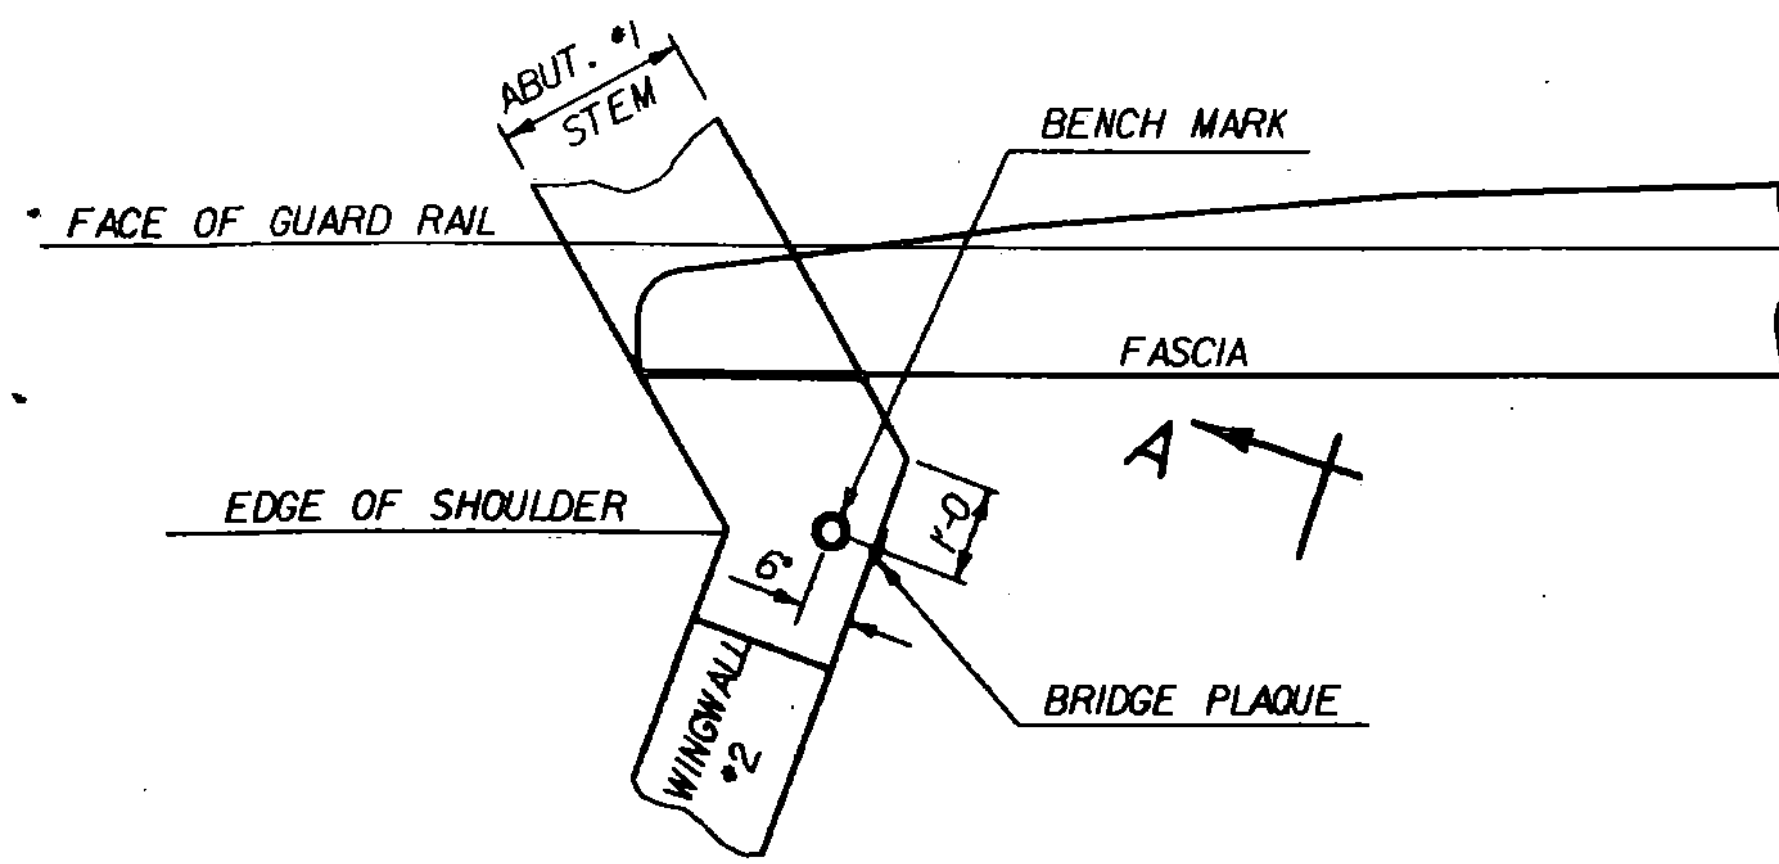 ABUT. #1
STEM
BENCH MARK
FACE OF GUARD RAIL
FASCIA
A
EDGE OF SHOULDER
1'-0
6"
WINGWALL
#2
BRIDGE PLAQUE